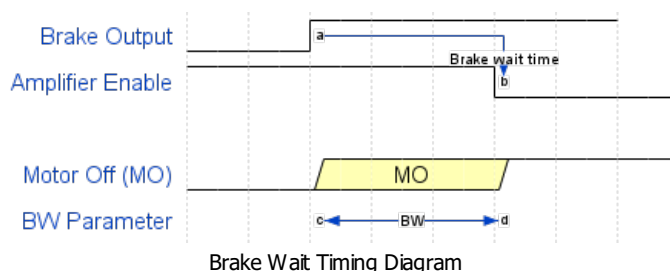 Brake Output
a
Brake wait time
Amplifier Enable
b
Motor Off (MO)
MO
BW Parameter
c
BW
d
Brake Wait Timing Diagram